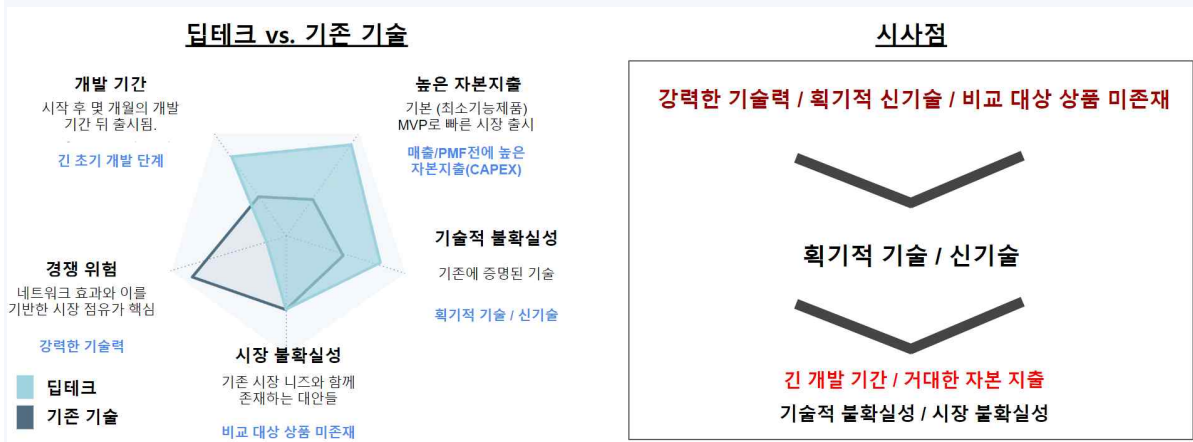 딥테크 vs. 기존 기술
개발 기간
시작 후 몇 개월의 개발
기간 뒤 출시됨.
긴 초기 개발 단계
높은 자본지출
기본 (최소기능제품)
MVP로 빠른 시장 출시
매출/PMF전에 높은
자본지출(CAPEX)
기술적 불확실성
기존에 증명된 기술
획기적 기술 / 신기술
경쟁 위험
네트워크 효과와 이를
기반한 시장 점유가 핵심
강력한 기술력
시장 불확실성
기존 시장 니즈와 함께
존재하는 대안들
비교 대상 상품 미존재
딥테크
기존 기술
시사점
강력한 기술력 / 획기적 신기술 / 비교 대상 상품 미존재
획기적 기술 / 신기술
긴 개발 기간 / 거대한 자본 지출
기술적 불확실성 / 시장 불확실성